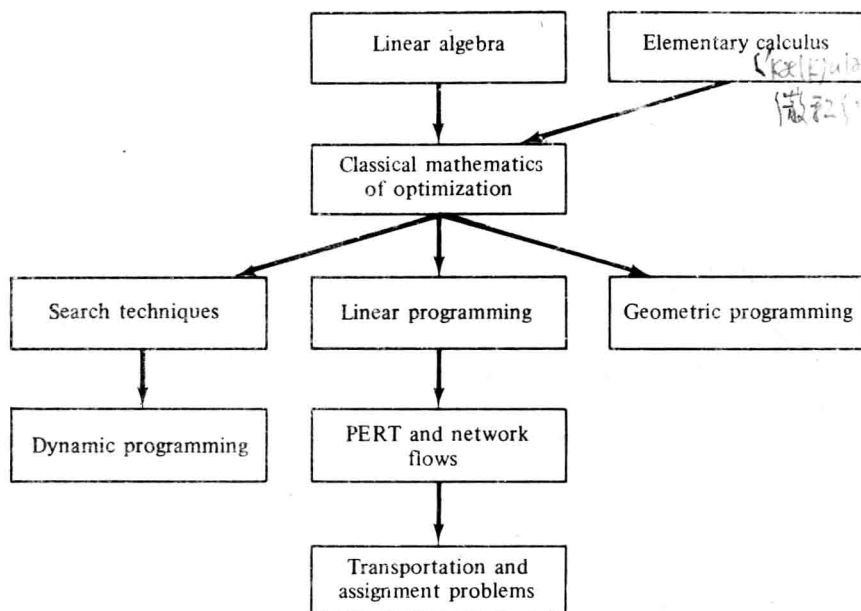 Linear algebra
Elementary calculus
Classical mathematics
of optimization
Search techniques
Linear programming
Geometric programming
Dynamic programming
PERT and network
flows
Transportation and
assignment problems